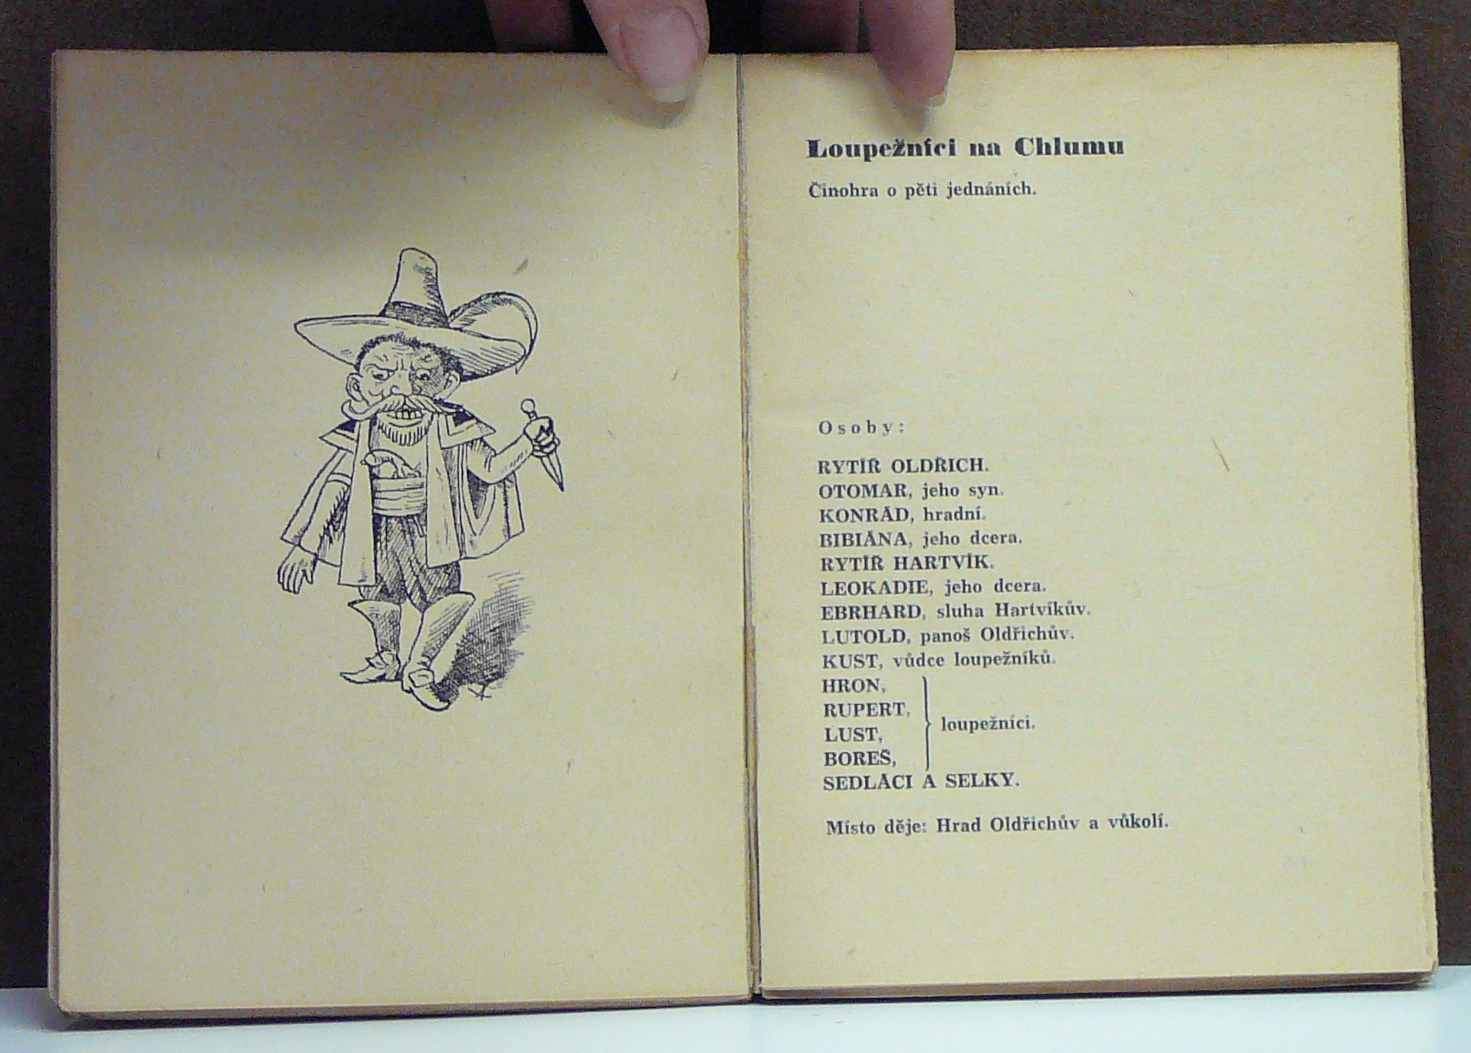 Loupežníci na Chlumu
Činohra o pěti jednáních.
Osoby:
RYTÍŘ OLDŘICH.
OTOMAR, jeho syn.
KONRÁD, hradní.
BIBIÁNA, jeho dcera.
RYTÍŘ HARTVÍK.
LEOKADIE, jeho dcera.
EBRHARD, sluha Hartvíkův.
LUTOLD, panoš Oldřichův.
KUST, vůdce loupežníků.
HRON,
RUPERT,
LUST,
BOREŠ,
loupežníci.
SEDLÁCI A SELKY.
Místo děje: Hrad Oldřichův a vůkolí.